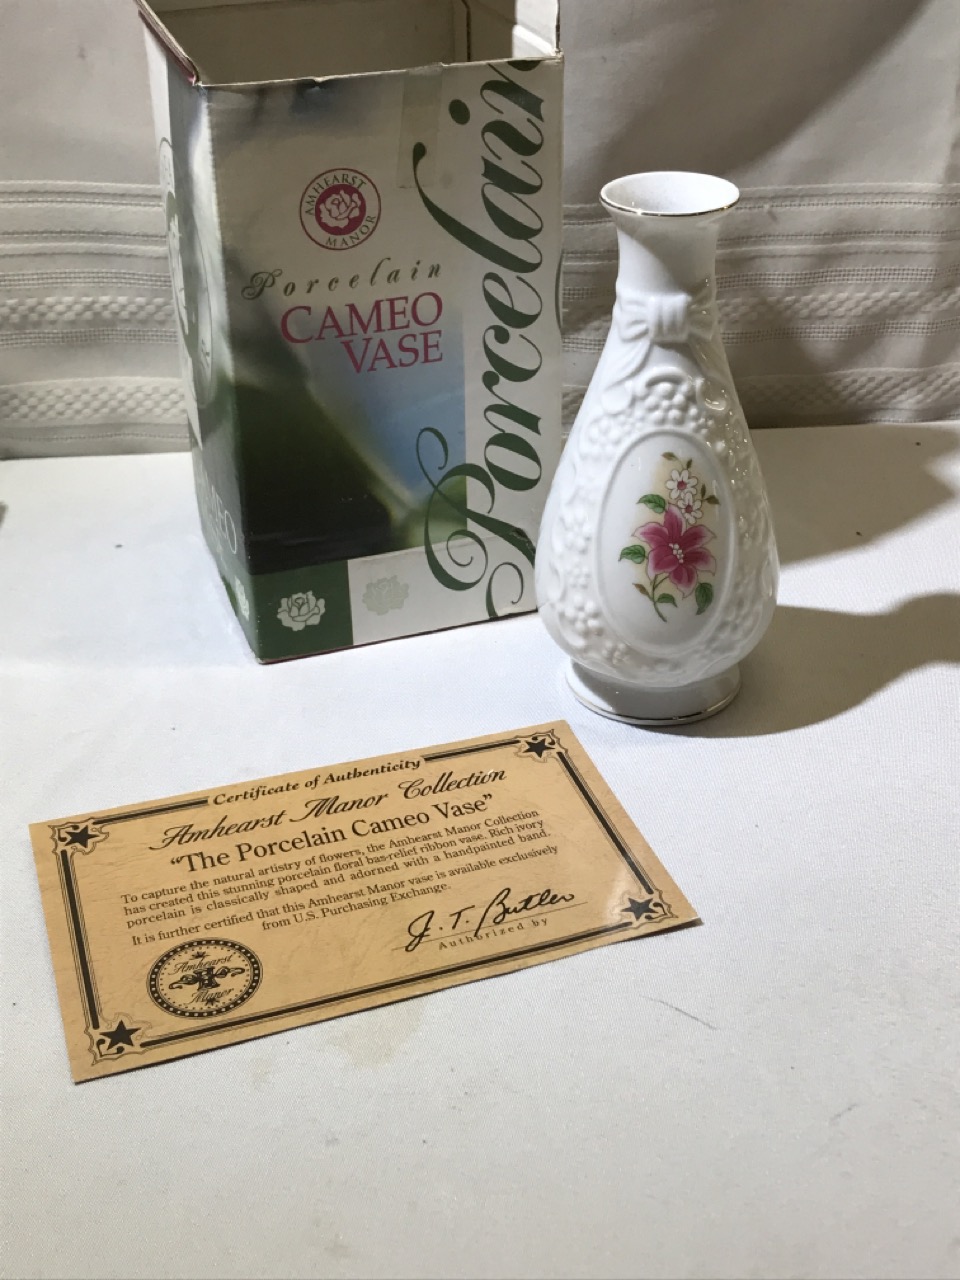 AMHEARST
MANOR
Porcelain
CAMEO
VASE
Porcelain
Certificate of Authenticity
Amhearst Manor Collection
“The Porcelain Cameo Vase”
To capture the natural artistry of flowers, the Amhearst Manor Collection
has created this stunning porcelain floral bas-relief ribbon vase. Rich ivory
porcelain is classically shaped and adorned with a handpainted band.
It is further certified that this Amhearst Manor vase is available exclusively
from U.S. Purchasing Exchange.
J. T. Butler
Authorized by
Amhearst
Manor